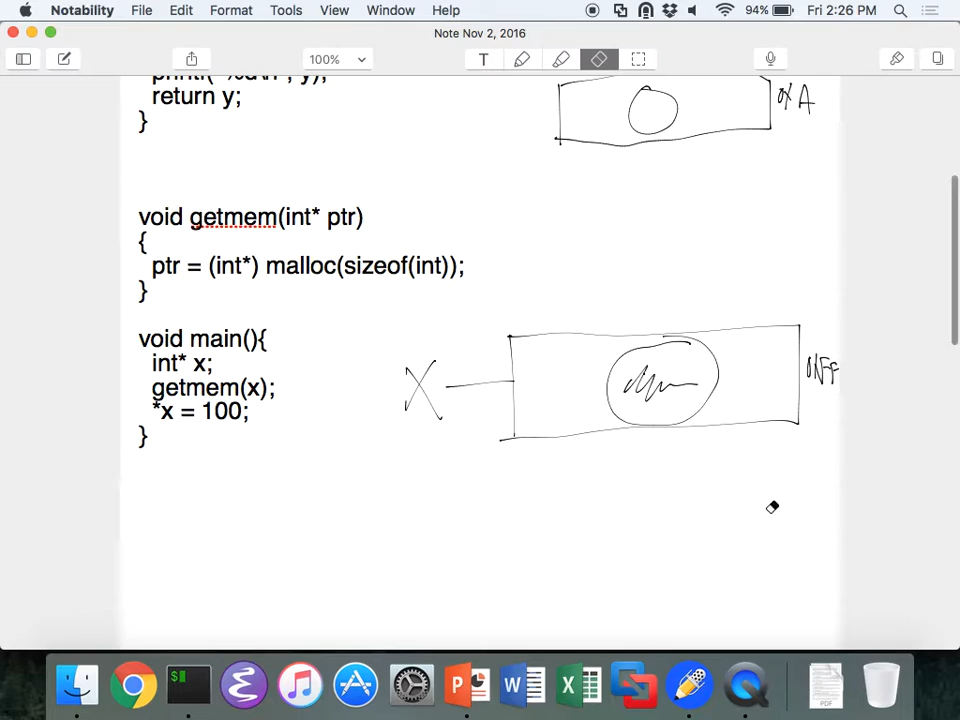 Notability File Edit Format Tools View Window Help 94% Fri 2:26 PM
Note Nov 2, 2016
100% T
return y;
}
0xA
void getmem(int* ptr)
{
ptr = (int*) malloc(sizeof(int));
}
void main(){
int* x;
getmem(x);
*x = 100;
}
X
0xFF
$
P W X
PDF